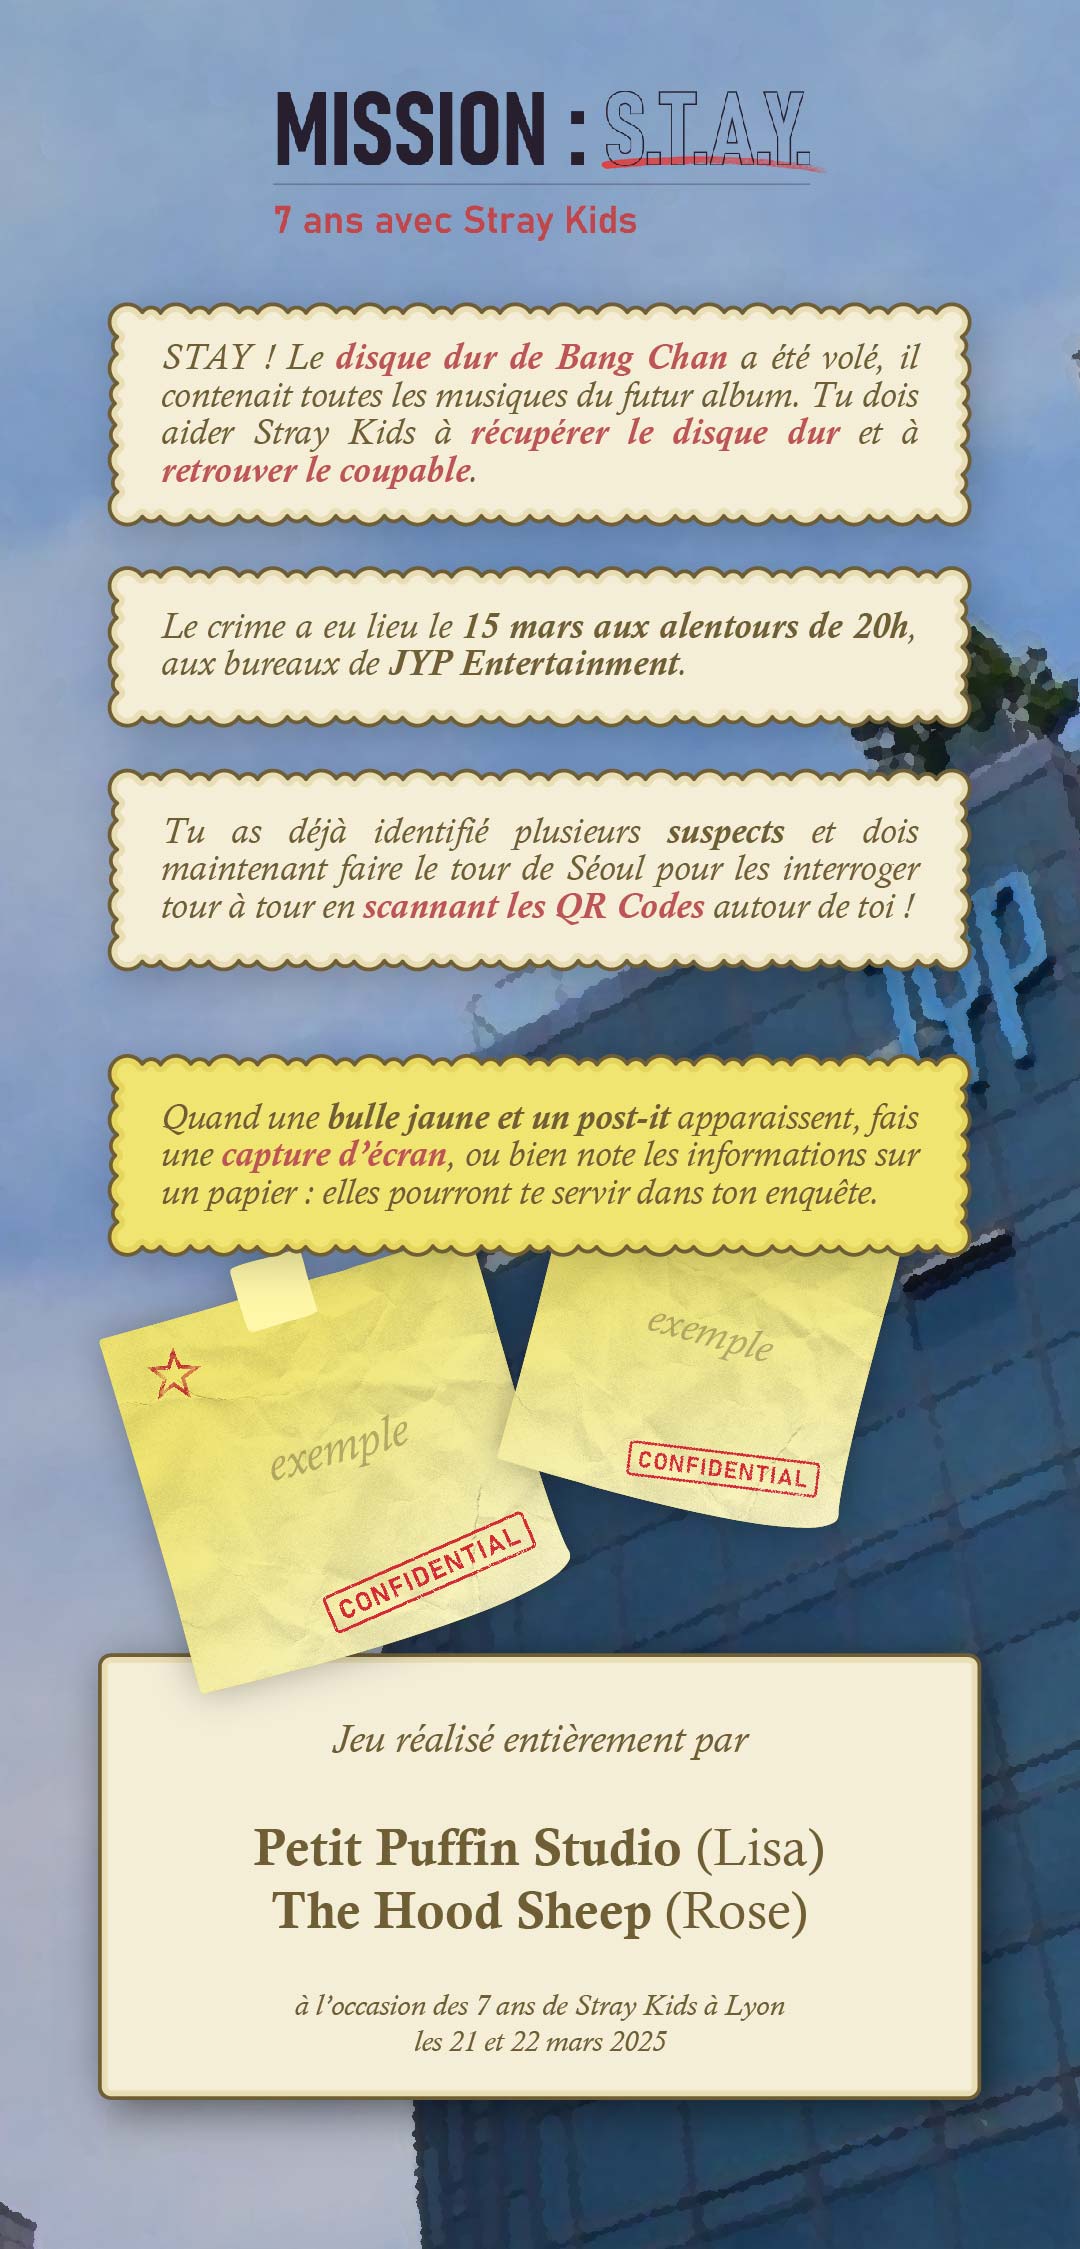 MISSION : S.T.A.Y.
7 ans avec Stray Kids
STAY ! Le disque dur de Bang Chan a été volé, il
contenait toutes les musiques du futur album. Tu dois
aider Stray Kids à récupérer le disque dur et à
retrouver le coupable.
Le crime a eu lieu le 15 mars aux alentours de 20h,
aux bureaux de JYP Entertainment.
Tu as déjà identifié plusieurs suspects et dois
maintenant faire le tour de Séoul pour les interroger
tour à tour en scannant les QR Codes autour de toi !
JYP
Quand une bulle jaune et un post-it apparaissent, fais
une capture d'écran, ou bien note les informations sur
un papier : elles pourront te servir dans ton enquête.
exemple
CONFIDENTIAL
exemple
CONFIDENTIAL
Jeu réalisé entièrement par
Petit Puffin Studio (Lisa)
The Hood Sheep (Rose)
à l'occasion des 7 ans de Stray Kids à Lyon
les 21 et 22 mars 2025